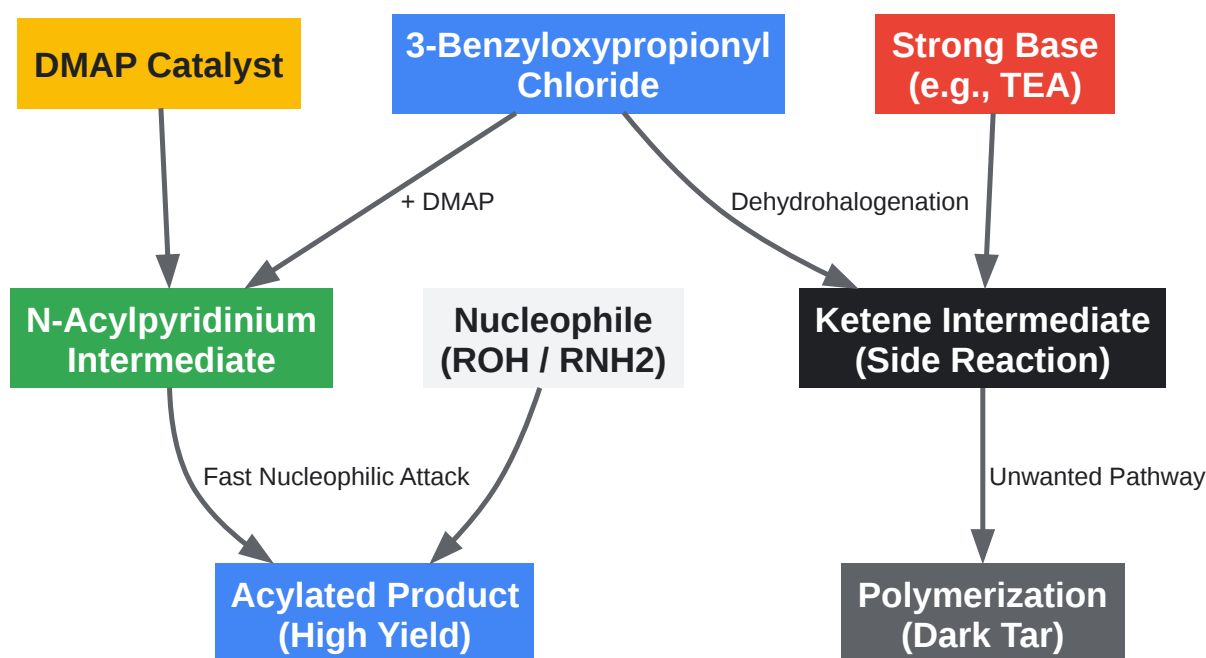 DMAP Catalyst
3-Benzyloxypropionyl
Chloride
Strong Base
(e.g., TEA)
+ DMAP
Dehydrohalogenation
N-Acylpyridinium
Intermediate
Nucleophile
(ROH / RNH2)
Ketene Intermediate
(Side Reaction)
Fast Nucleophilic Attack
Unwanted Pathway
Acylated Product
(High Yield)
Polymerization
(Dark Tar)